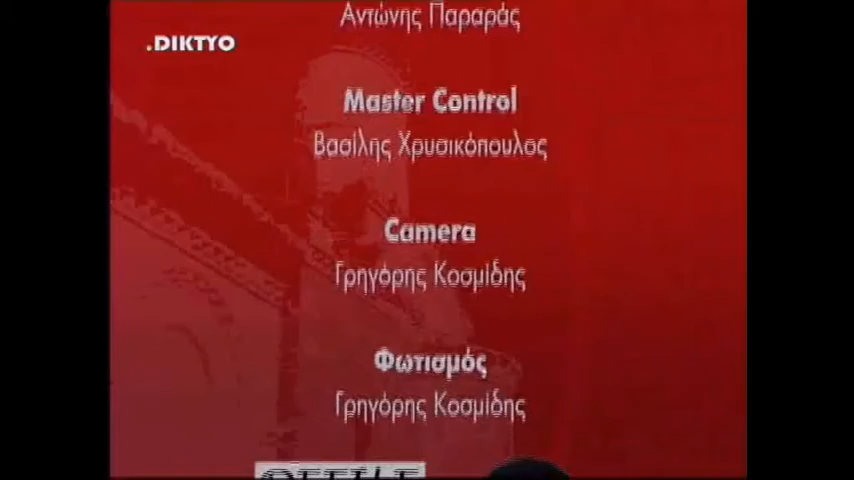 Αντώνης Παραράς
.DIKTYO
Master Control
Βασίλης Χρυσικόπουλος
Camera
Γρηγόρης Κοσμίδης
Φωτισμός
Γρηγόρης Κοσμίδης